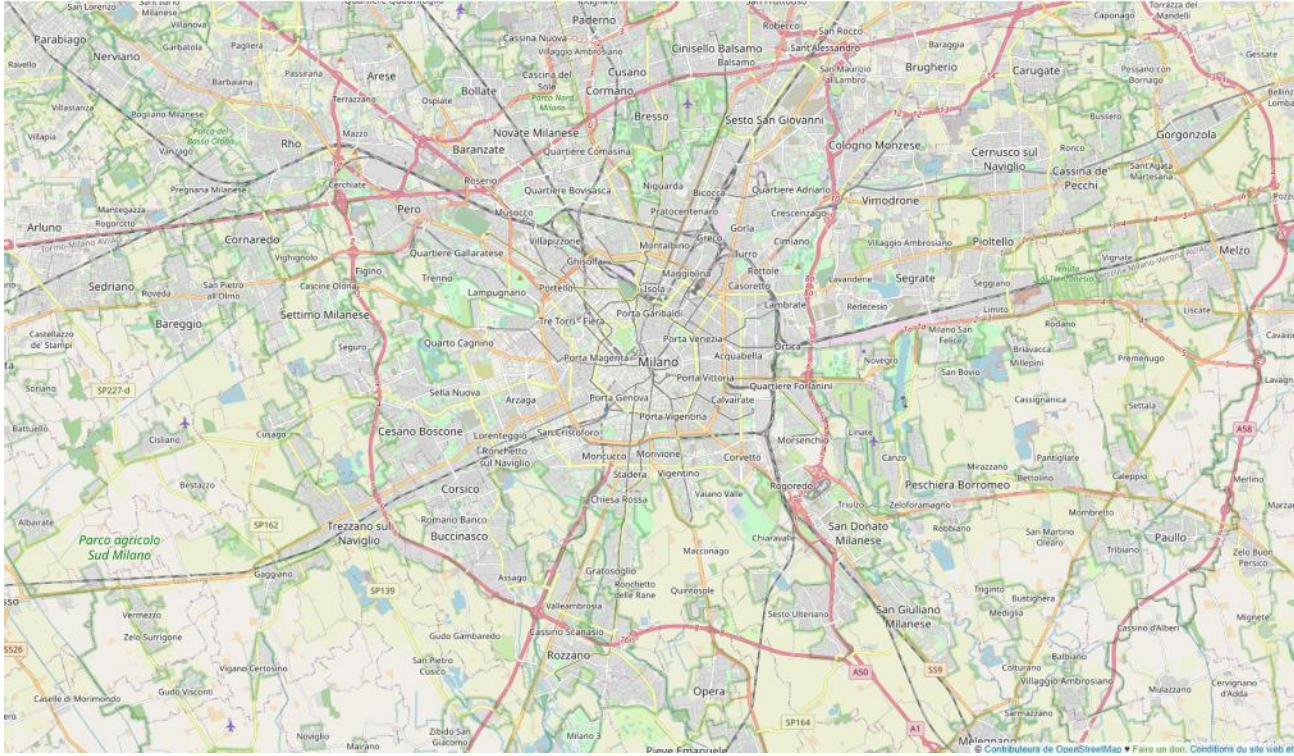 San Lorenzo
Villanova
Garbatola
Parabiago
Nerviano
Pagliera
Passirana
Ravello
Barbaiana
Villastanza
Pogliano Milanese
Terrazzano
Arese
Ospiate
Bollate
Cassina Nova
Paderno
Villaggio Ambrosiano
Cascina del
Sole
Cusano
Cormano
Parco Nord
Milano
Cinisello Balsamo
Balsamo
Robecco
San Rocco
Sant'Alessandro
San Maurizio
al Lambro
Baraggia
Brugherio
Carugate
Caponago
Torrazza dei
Mandelli
Pessano con
Bornago
Gessate
Villapia
Parco del
Basso Olona
Vanzago
Rho
Mazzo
Novate Milanese
Baranzate
Bresso
Sesto San Giovanni
Cologno Monzese
Bussero
Gorgonzola
Quartiere Comasina
Cernusco sul
Naviglio
Ronco
Cassina de'
Pecchi
Sant'Agata
Martesana
Pregnana Milanese
Cerchiate
Roserio
Quartiere Bovisasca
Niguarda
Bicocca
Quartiere Adriano
Vimodrone
Mantegazza
Rogorotto
Arluno
Pero
Musocco
Pratocentenaro
Crescenzago
Cornaredo
Vighignolo
Figino
Quartiere Gallaratese
Villapizzone
Montalbino
Greco
Gorla
Cimiano
Villaggio Ambrosiano
Pioltello
Vignate
Melzo
Sedriano
Roveda
San Pietro
all'Olmo
Cascine Olona
Trenno
Ghisolfa
Maggiolina
Turro
Rottole
Lavanderie
Segrate
Seggiano
Lampugnano
Portello
Isola
Casoretto
Lambrate
Redecesio
Limito
Liscate
Bareggio
Settimo Milanese
Porta Garibaldi
Castellazzo
de' Stampi
Tre Torri
Fiera
Porta Venezia
Ortica
Milano San
Felice
Rodano
Seguro
Quarto Cagnino
Porta Magenta
Milano
Acquabella
Novegro
San Bovio
Briavacca
Millepini
Premenugo
Soriano
SP227-d
Sella Nuova
Arzaga
Porta Genova
Porta Vittoria
Quartiere Forlanini
Calvairate
Cassignanica
Settala
Battuello
Cisliano
Cusago
Cesano Boscone
Lorenteggio
San Cristoforo
Porta Vigentina
Morsenchio
Linate
A58
Ronchetto
sul Naviglio
Moncucco
Morivione
Corvetto
Canzo
Mirazzano
Pantigliate
Bettolino
Caleppio
Merlino
Bestazzo
Corsico
Stadera
Vigentino
Rogoredo
Peschiera Borromeo
Albairate
SP162
Trezzano sul
Naviglio
Romano Banco
Buccinasco
Chiesa Rossa
Vaiano Valle
Triulzo
Zeloforamagno
Mombretto
Parco agricolo
Sud Milano
Chiaravalle
San Donato
Milanese
Robbiano
San Martino
Olearo
Tribiano
Paullo
Zelo Buon
Persico
Gaggiano
Assago
Macconago
SP139
Gratosoglio
Ronchetto
delle Rane
Quintosole
Triginto
Mediglia
Bustighera
Vermezzo
Zelo Surrigone
Valleambrosia
Sesto Ulteriano
San Giuliano
Milanese
Mignete
Gudo Gambaredo
Cassino Scanasio
Cassino d'Alberi
SS26
Vigano Certosino
San Pietro
Cusico
Rozzano
A50
SS9
Colturano
Balbiano
Villaggio Ambrosiano
Caselle di Morimondo
Gudo Visconti
Opera
Mulazzano
Cervignano
d'Adda
Noviglio
Mairano
Zibido San
Giacomo
Milano 3
SP164
A1
Sarmazzano
Melegnano
Pieve Emanuele
© Contributeurs de OpenStreetMap ♥ Faire un don. Conditions du site web e